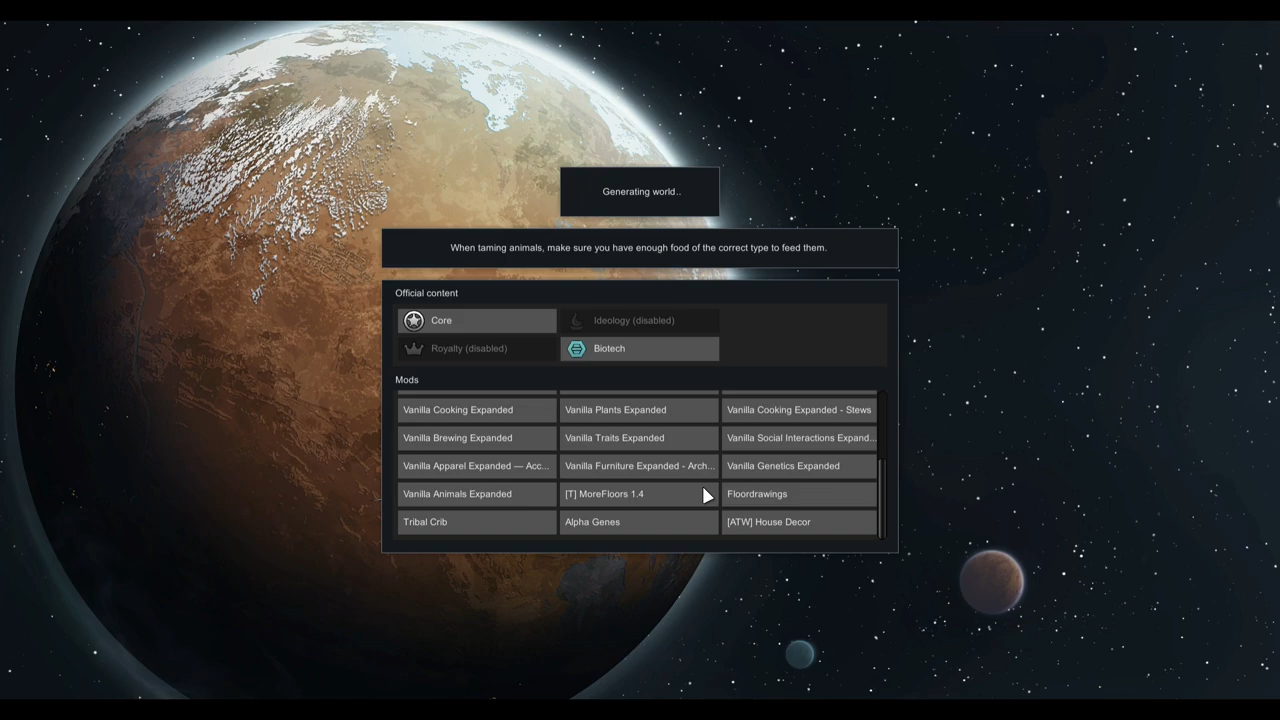 Generating world..
When taming animals, make sure you have enough food of the correct type to feed them.
Official content
Core
Ideology (disabled)
Royalty (disabled)
Biotech
Mods
Vanilla Cooking Expanded
Vanilla Plants Expanded
Vanilla Cooking Expanded - Stews
Vanilla Brewing Expanded
Vanilla Traits Expanded
Vanilla Social Interactions Expand...
Vanilla Apparel Expanded — Acc...
Vanilla Furniture Expanded - Arch...
Vanilla Genetics Expanded
Vanilla Animals Expanded
[T] MoreFloors 1.4
Floordrawings
Tribal Crib
Alpha Genes
[ATW] House Decor